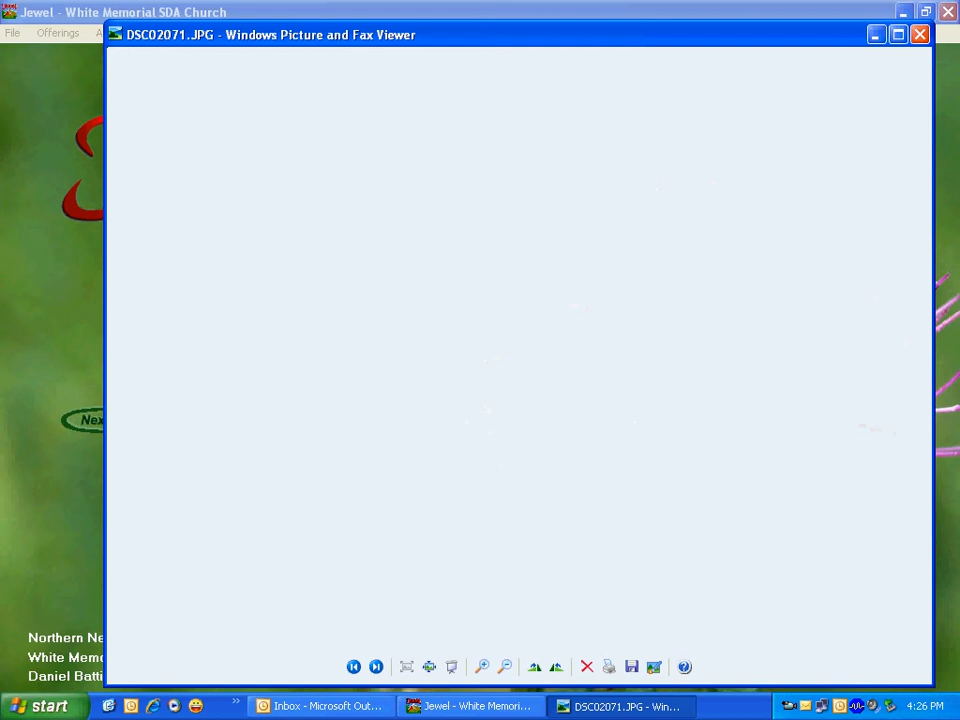 Jewel - White Memorial SDA Church
File Offerings
DSC02071.JPG - Windows Picture and Fax Viewer
Northern Ne
White Memo
Daniel Batti
start
Inbox - Microsoft Out...
Jewel - White Memori...
DSC02071.JPG - Win...
4:26 PM